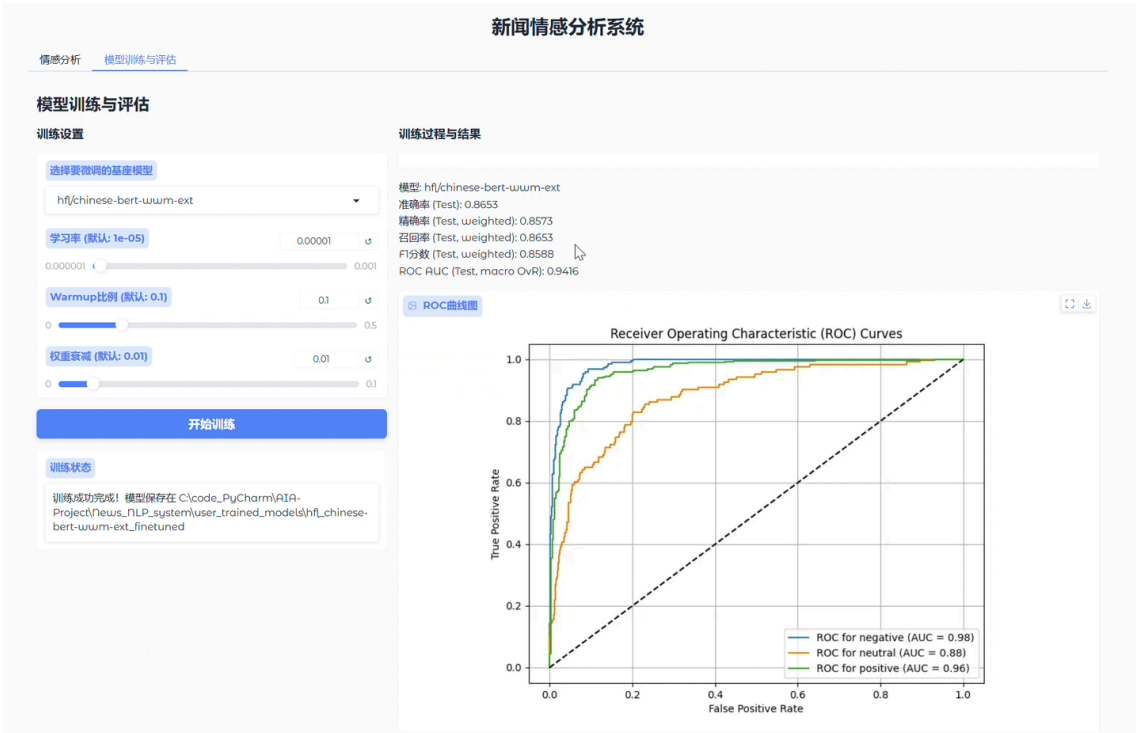 新闻情感分析系统
情感分析
模型训练与评估
模型训练与评估
训练设置
选择要微调的基座模型
hfl/chinese-bert-wwm-ext
学习率 (默认: 1e-05)
0.00001
↺
0.000001
0.001
Warmup比例 (默认: 0.1)
0.1
↺
0
0.5
权重衰减 (默认: 0.01)
0.01
↺
0
0.1
开始训练
训练状态
训练成功完成！模型保存在 C:\code_PyCharm\AIA-
Project\News_NLP_system\user_trained_models\hfl_chinese-
bert-wwm-ext_finetuned
训练过程与结果
模型: hfl/chinese-bert-wwm-ext
准确率 (Test): 0.8653
精确率 (Test, weighted): 0.8573
召回率 (Test, weighted): 0.8653
F1分数 (Test, weighted): 0.8588
ROC AUC (Test, macro OvR): 0.9416
ROC曲线图
Receiver Operating Characteristic (ROC) Curves
True Positive Rate
1.0
0.8
0.6
0.4
0.2
0.0
ROC for negative (AUC = 0.98)
ROC for neutral (AUC = 0.88)
ROC for positive (AUC = 0.96)
0.0 0.2 0.4 0.6 0.8 1.0
False Positive Rate